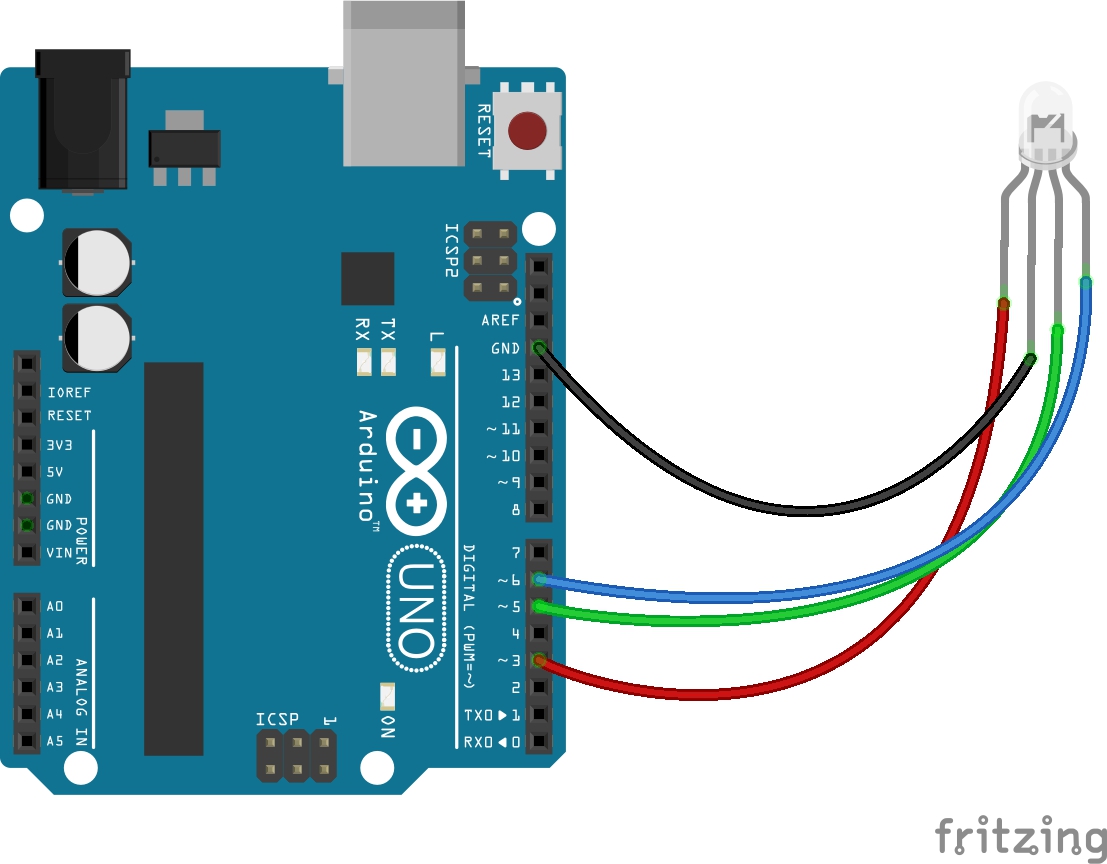 RESET
ICSP2
AREF
GND
13
12
~11
~10
~9
8
7
~6
~5
4
~3
2
TX0▶1
RX0◀0
RX
TX
L
IOREF
RESET
3V3
5V
GND
GND
VIN
POWER
A0
A1
A2
A3
A4
A5
ANALOG IN
Arduino™
UNO
DIGITAL (PWM=~)
ICSP
1
ON
fritzing